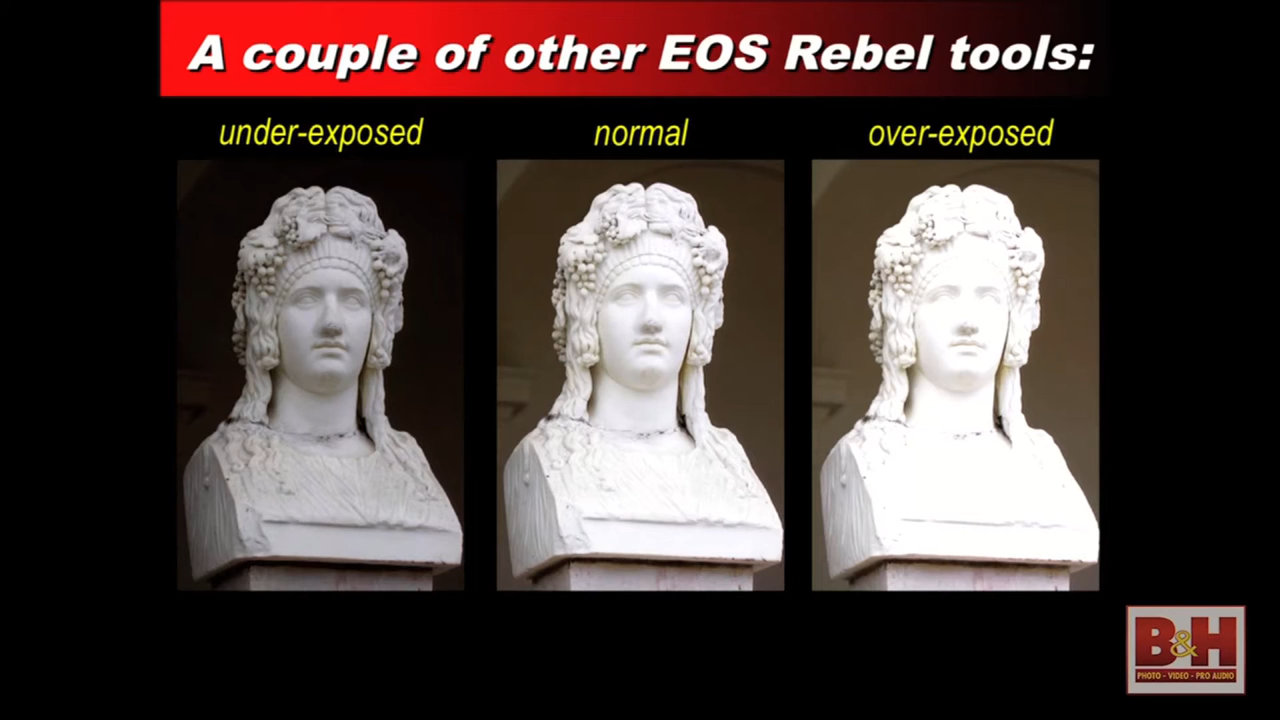 A couple of other EOS Rebel tools:
under-exposed
normal
over-exposed
B&H
PHOTO - VIDEO - PRO AUDIO